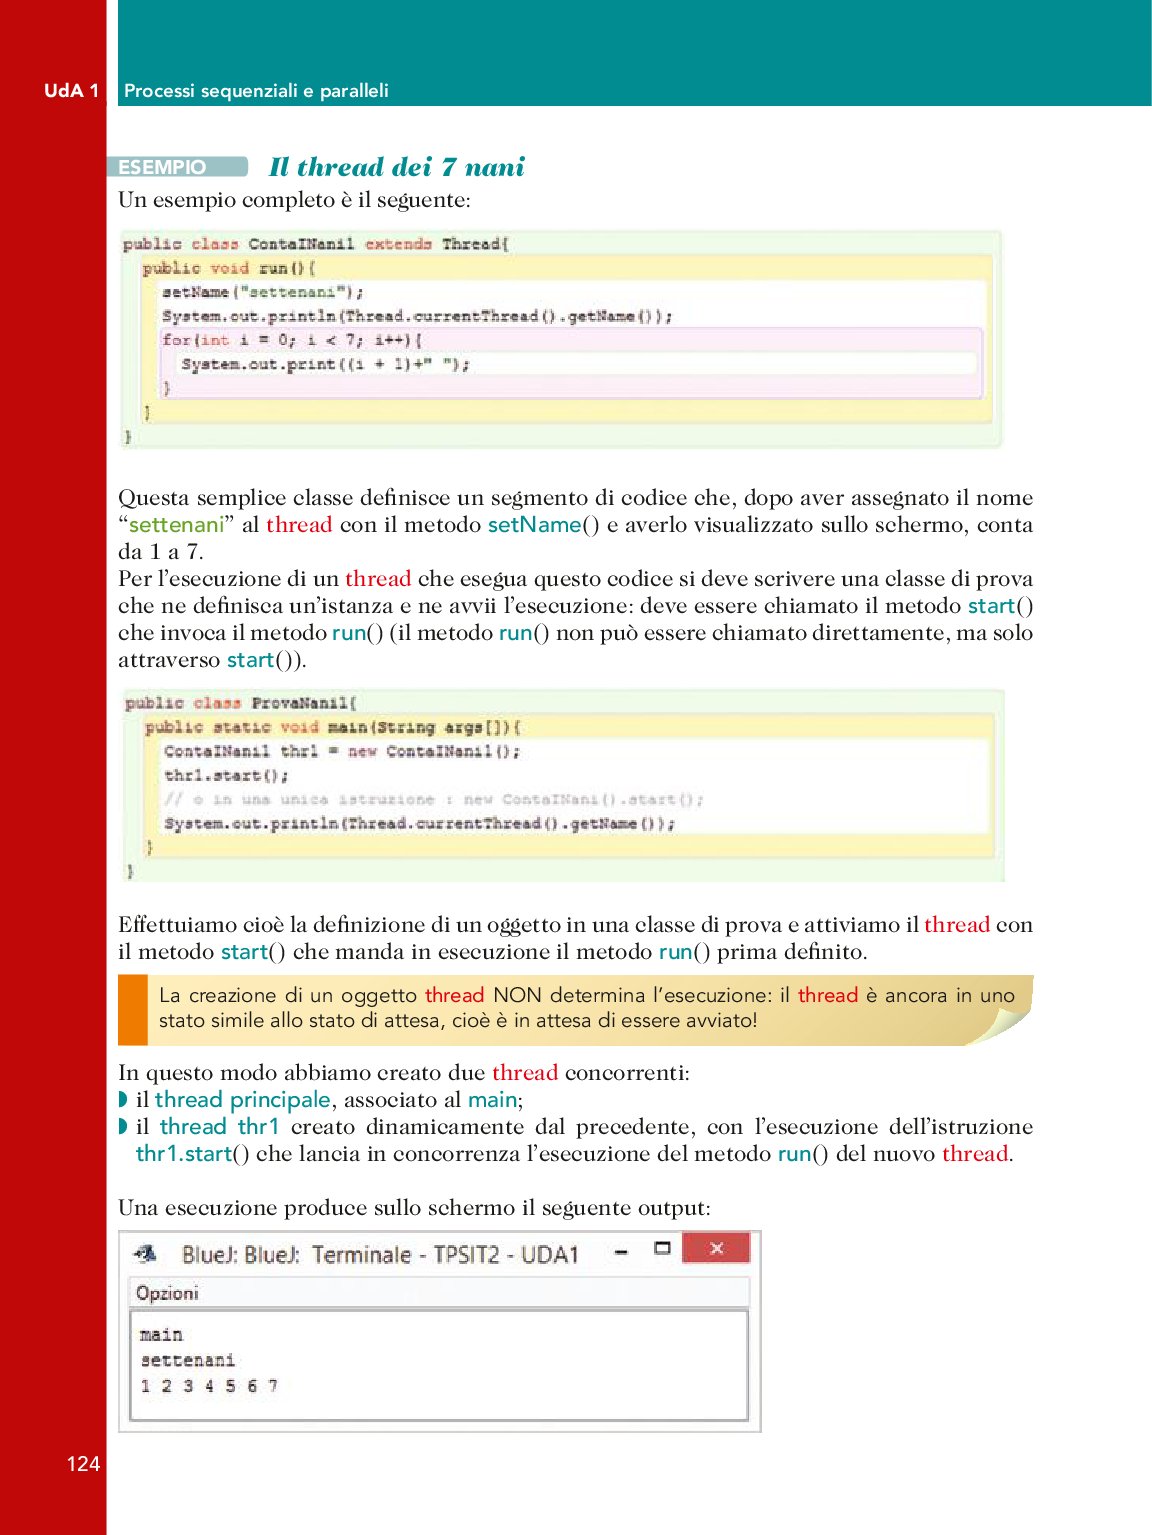 UdA 1 Processi sequenziali e paralleli
ESEMPIO Il thread dei 7 nani
Un esempio completo è il seguente:
public class ContaINani1 extends Thread{
public void run(){
setName("settenani");
System.out.println(Thread.currentThread().getName());
for(int i = 0; i < 7; i++){
System.out.print((i + 1)+" ");
}
}
}
Questa semplice classe definisce un segmento di codice che, dopo aver assegnato il nome
“settenani” al thread con il metodo setName() e averlo visualizzato sullo schermo, conta
da 1 a 7.
Per l’esecuzione di un thread che esegua questo codice si deve scrivere una classe di prova
che ne definisca un’istanza e ne avvii l’esecuzione: deve essere chiamato il metodo start()
che invoca il metodo run() (il metodo run() non può essere chiamato direttamente, ma solo
attraverso start()).
public class ProvaNani1{
public static void main(String args[]){
ContaINani1 thr1 = new ContaINani1();
thr1.start();
// o in una unica istruzione : new ContaINani().start();
System.out.println(Thread.currentThread().getName());
}
}
Effettuiamo cioè la definizione di un oggetto in una classe di prova e attiviamo il thread con
il metodo start() che manda in esecuzione il metodo run() prima definito.
La creazione di un oggetto thread NON determina l’esecuzione: il thread è ancora in uno
stato simile allo stato di attesa, cioè è in attesa di essere avviato!
In questo modo abbiamo creato due thread concorrenti:
◗ il thread principale, associato al main;
◗ il thread thr1 creato dinamicamente dal precedente, con l’esecuzione dell’istruzione
thr1.start() che lancia in concorrenza l’esecuzione del metodo run() del nuovo thread.
Una esecuzione produce sullo schermo il seguente output:
BlueJ: BlueJ: Terminale - TPSIT2 - UDA1
Opzioni
main
settenani
1 2 3 4 5 6 7
124